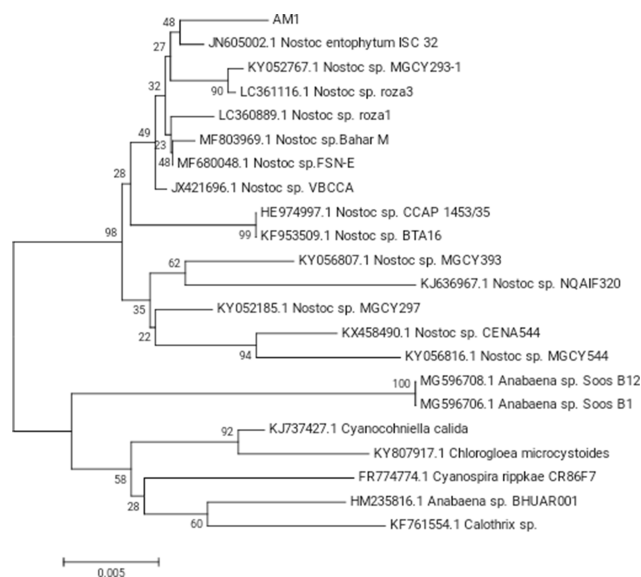 48
AM1
27
JN605002.1 Nostoc entophytum ISC 32
KY052767.1 Nostoc sp. MGCY293-1
90
LC361116.1 Nostoc sp. roza3
32
LC360889.1 Nostoc sp. roza1
49
23
MF803969.1 Nostoc sp.Bahar M
48
MF680048.1 Nostoc sp.FSN-E
28
JX421696.1 Nostoc sp. VBCCA
HE974997.1 Nostoc sp. CCAP 1453/35
98
99
KF953509.1 Nostoc sp. BTA16
62
KY056807.1 Nostoc sp. MGCY393
KJ636967.1 Nostoc sp. NQAIF320
35
KY052185.1 Nostoc sp. MGCY297
22
KX458490.1 Nostoc sp. CENA544
94
KY056816.1 Nostoc sp. MGCY544
100
MG596708.1 Anabaena sp. Soos B12
MG596706.1 Anabaena sp. Soos B1
92
KJ737427.1 Cyanocohniella calida
KY807917.1 Chlorogloea microcystoides
58
FR774774.1 Cyanospira rippkae CR86F7
28
HM235816.1 Anabaena sp. BHUAR001
60
KF761554.1 Calothrix sp.
0.005